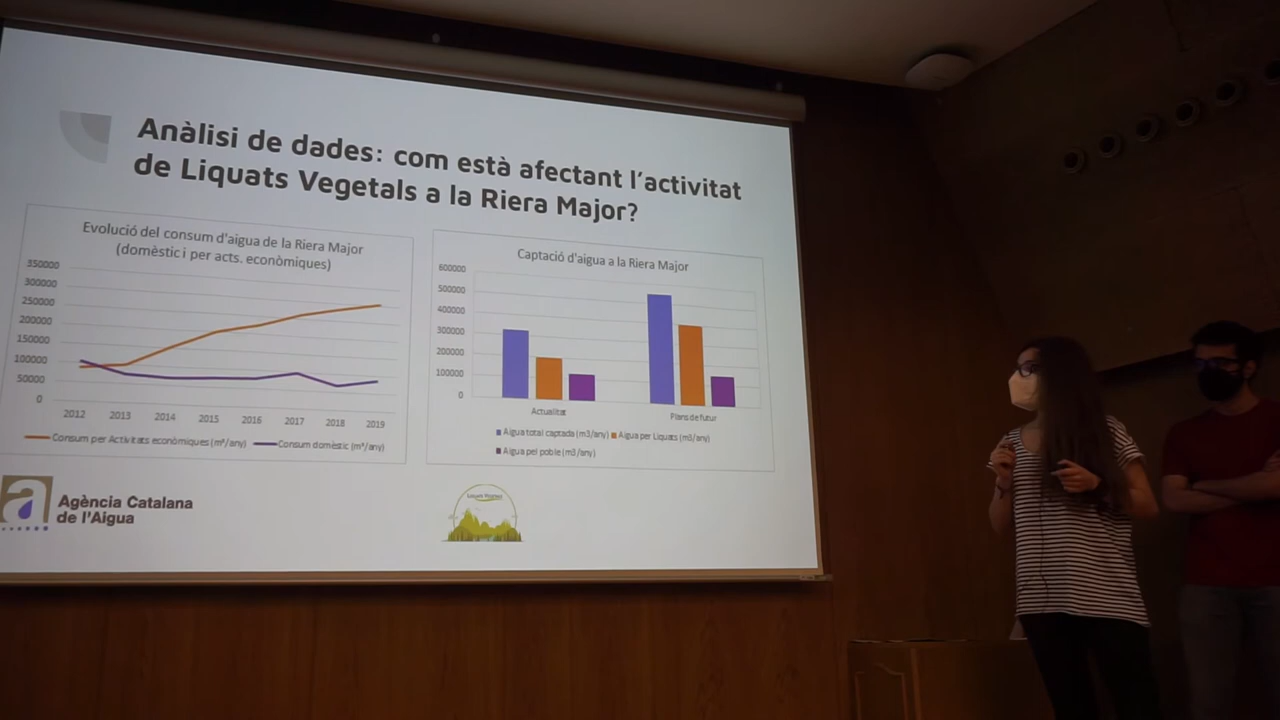 Anàlisi de dades: com està afectant l'activitat
de Liquats Vegetals a la Riera Major?
Evolució del consum d'aigua de la Riera Major
(domèstic i per acts. econòmiques)
350000
300000
250000
200000
150000
100000
50000
0
2012 2013 2014 2015 2016 2017 2018 2019
Consum per Activitats econòmiques (m³/any) Consum domèstic (m³/any)
Captació d'aigua a la Riera Major
600000
500000
400000
300000
200000
100000
0
Actualitat Plans de futur
Aigua total captada (m3/any) Aigua per Liquats (m3/any)
Aigua pel poble (m3/any)
a
Agència Catalana
de l'Aigua
Liquats Vegetals